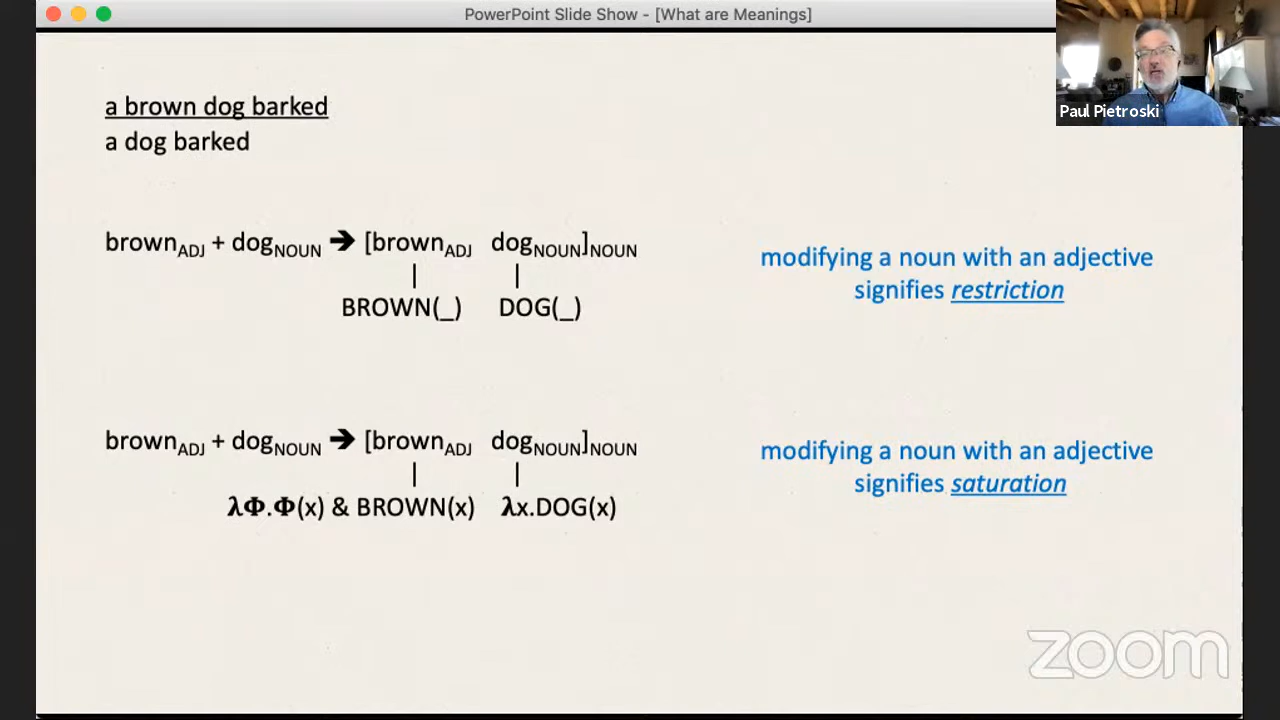 PowerPoint Slide Show - [What are Meanings]
Paul Pietroski
a brown dog barked
a dog barked
brownADJ + dogNOUN ➔ [brownADJ dogNOUN]NOUN
BROWN(_) DOG(_)
modifying a noun with an adjective
signifies restriction
brownADJ + dogNOUN ➔ [brownADJ dogNOUN]NOUN
λΦ.Φ(x) & BROWN(x) λx.DOG(x)
modifying a noun with an adjective
signifies saturation
zoom